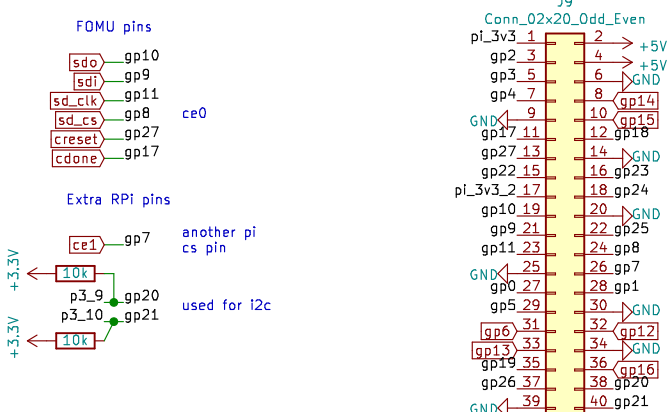 FOMU pins
sdo gp10
sdi gp9
sd_clk gp11
sd_cs gp8 ce0
creset gp27
cdone gp17
Extra RPi pins
ce1 gp7 another pi
cs pin
+3.3V 10k
p3_9 gp20
p3_10 gp21 used for i2c
+3.3V 10k
J9
Conn_02x20_Odd_Even
pi_3v3 1 2 +5V
gp2 3 4 +5V
gp3 5 6 GND
gp4 7 8 gp14
GND 9 10 gp15
gp17 11 12 gp18
gp27 13 14 GND
gp22 15 16 gp23
pi_3v3_2 17 18 gp24
gp10 19 20 GND
gp9 21 22 gp25
gp11 23 24 gp8
GND 25 26 gp7
gp0 27 28 gp1
gp5 29 30 GND
gp6 31 32 gp12
gp13 33 34 GND
gp19 35 36 gp16
gp26 37 38 gp20
GND 39 40 gp21